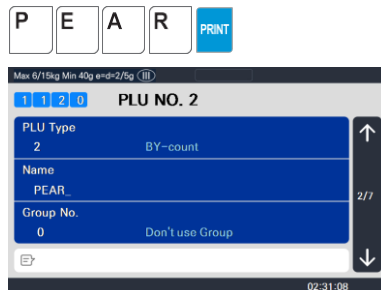 P E A R PRINT
Max 6/15kg Min 40g e=d=2/5g III
1 1 2 0 PLU NO. 2
PLU Type
2 BY-count
Name
PEAR_
2/7
Group No.
0 Don't use Group
02:31:08